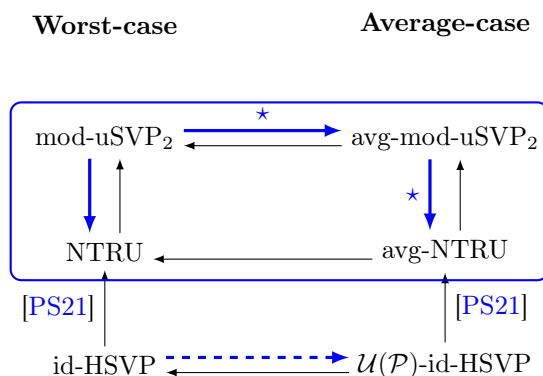 Worst-case Average-case
⋆
mod-uSVP₂ avg-mod-uSVP₂
⋆
NTRU avg-NTRU
[PS21] [PS21]
id-HSVP 𝒰(𝒫)-id-HSVP